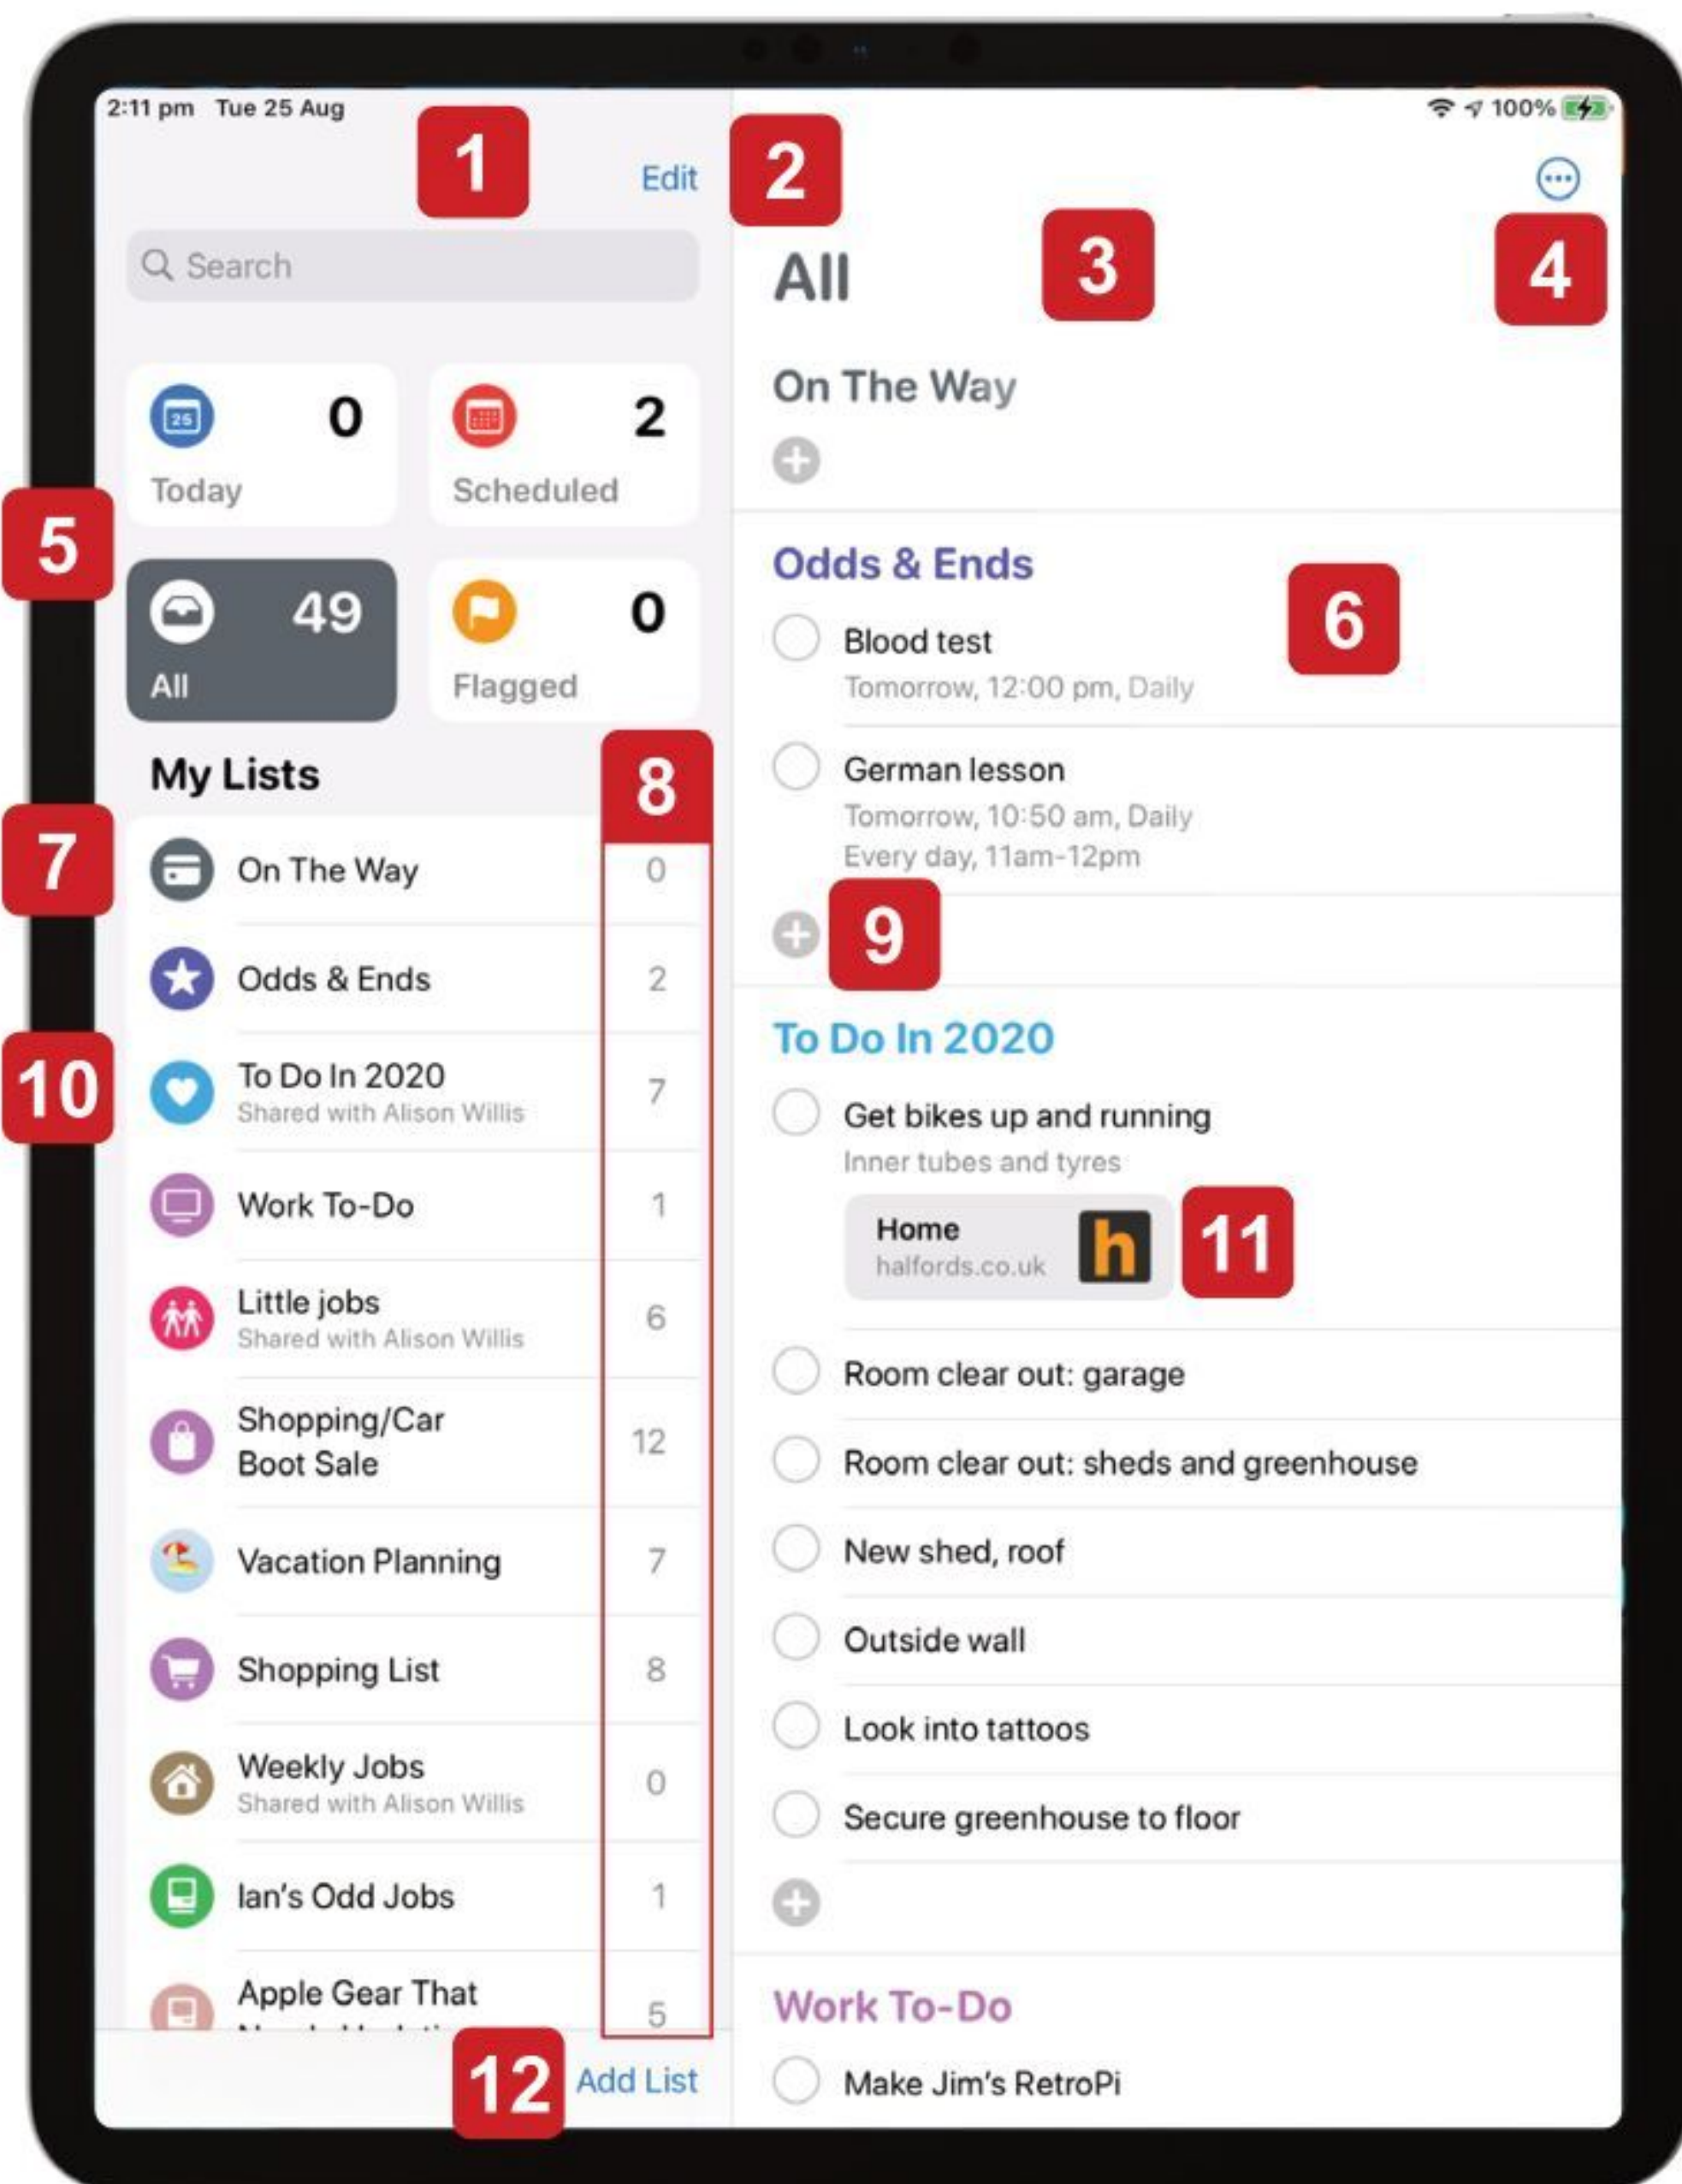 2:11 pm Tue 25 Aug
100%
1
Edit
2
Search
All
3
4
25
0
Today
2
Scheduled
5
49
All
0
Flagged
My Lists
8
7
On The Way
0
Odds & Ends
2
10
To Do In 2020
Shared with Alison Willis
7
Work To-Do
1
Little jobs
Shared with Alison Willis
6
Shopping/Car
Boot Sale
12
Vacation Planning
7
Shopping List
8
Weekly Jobs
Shared with Alison Willis
0
Ian's Odd Jobs
1
Apple Gear That
5
12
Add List
On The Way
Odds & Ends
6
Blood test
Tomorrow, 12:00 pm, Daily
German lesson
Tomorrow, 10:50 am, Daily
Every day, 11am-12pm
9
To Do In 2020
Get bikes up and running
Inner tubes and tyres
Home
halfords.co.uk
h
11
Room clear out: garage
Room clear out: sheds and greenhouse
New shed, roof
Outside wall
Look into tattoos
Secure greenhouse to floor
Work To-Do
Make Jim's RetroPi